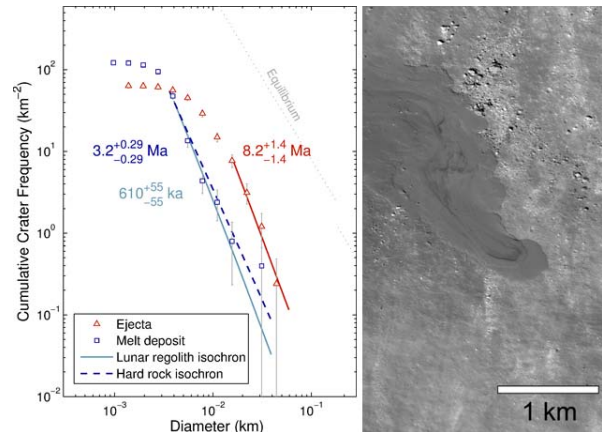 Equilibrium
10²
10¹
10⁰
10⁻¹
10⁻²
Cumulative Crater Frequency (km⁻²)
3.2 +0.29 −0.29 Ma
8.2 +1.4 −1.4 Ma
610 +55 −55 ka
Ejecta
Melt deposit
Lunar regolith isochron
Hard rock isochron
10⁻³
10⁻²
10⁻¹
Diameter (km)
1 km